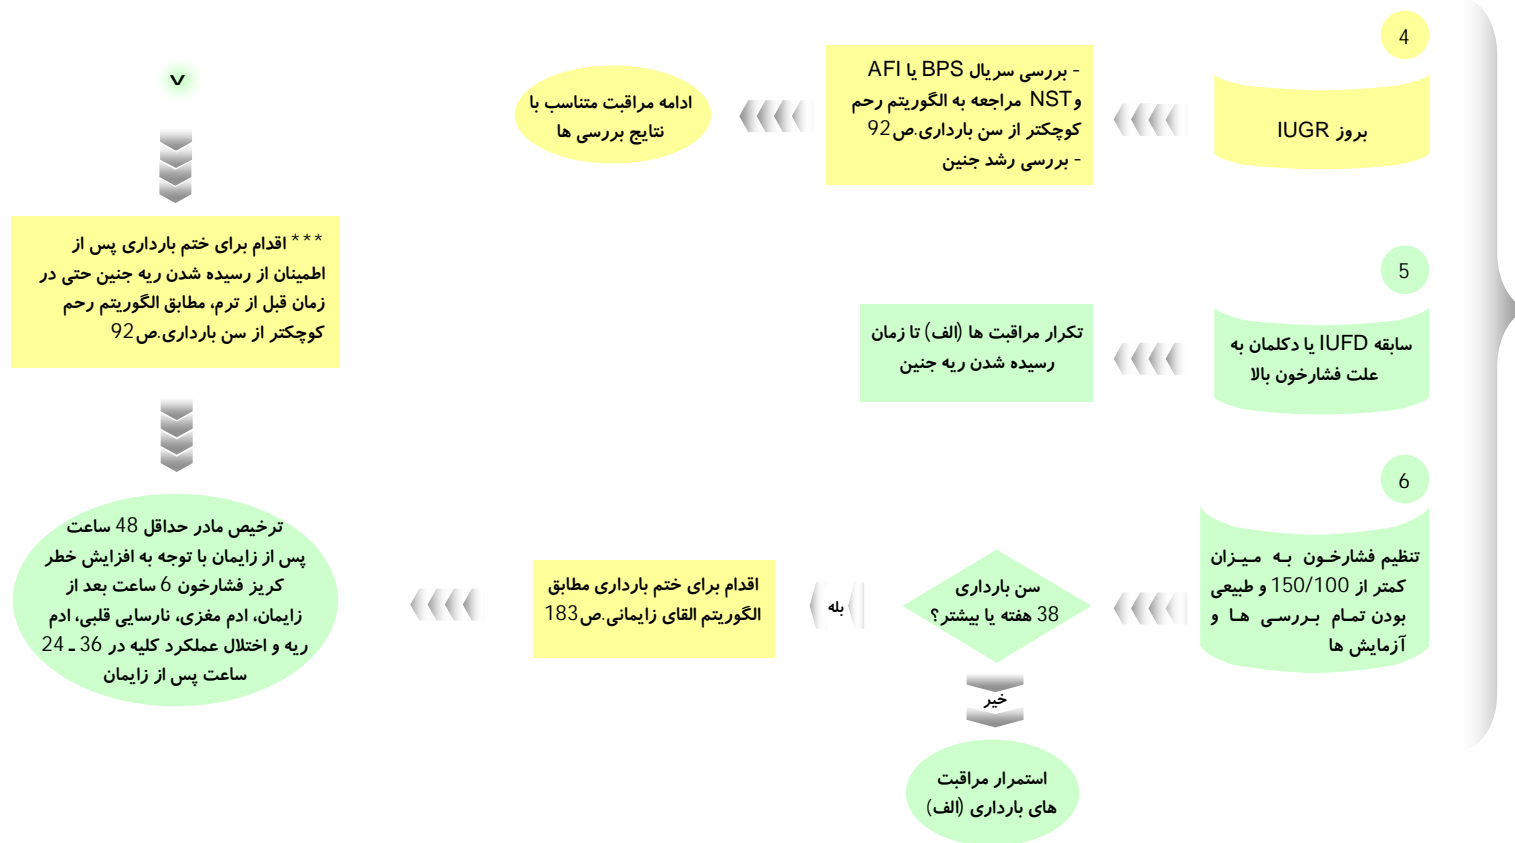 4
بروز IUGR
- بررسی سریال BPS یا AFI
و NST مراجعه به الگوریتم رحم
کوچکتر از سن بارداری.ص92
- بررسی رشد جنین
ادامه مراقبت متناسب با
نتایج بررسی ها
5
سابقه IUFD یا دکلمان به
علت فشارخون بالا
تکرار مراقبت ها (الف) تا زمان
رسیده شدن ریه جنین
6
تنظیم فشارخـون بـه مـیـزان
کمتر از 150/100 و طبیعی
بودن تمـام بـررسـی هـا و
آزمایش ها
سن بارداری
38 هفته یا بیشتر؟
بله
اقدام برای ختم بارداری مطابق
الگوریتم القای زایمانی.ص183
خیر
استمرار مراقبت
های بارداری (الف)
٧
*** اقدام برای ختم بارداری پس از
اطمینان از رسیده شدن ریه جنین حتی در
زمان قبل از ترم، مطابق الگوریتم رحم
کوچکتر از سن بارداری.ص92
ترخیص مادر حداقل 48 ساعت
پس از زایمان با توجه به افزایش خطر
کریز فشارخون 6 ساعت بعد از
زایمان، ادم مغزی، نارسایی قلبی، ادم
ریه و اختلال عملکرد کلیه در 36 ـ 24
ساعت پس از زایمان